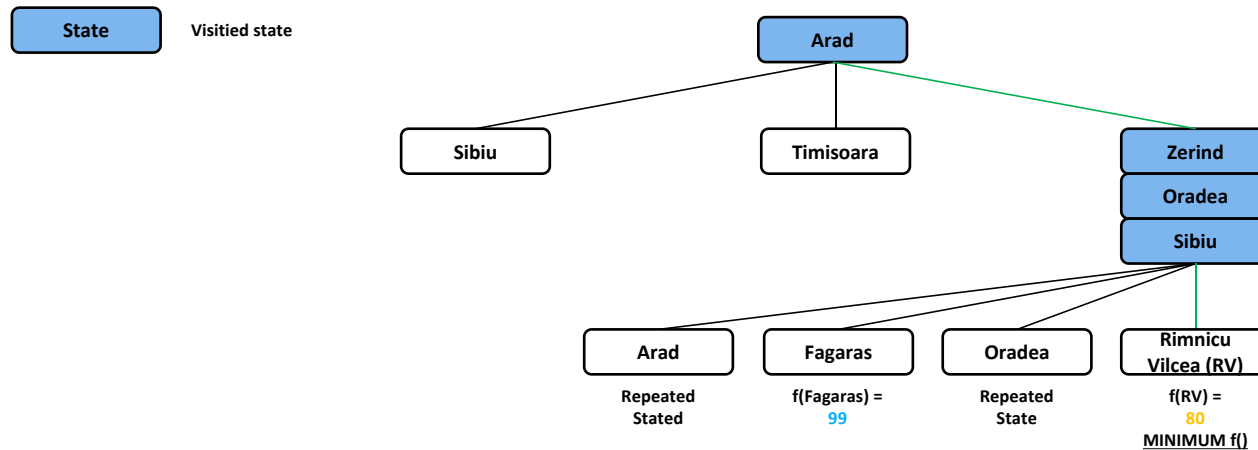 State
Visitied state
Arad
Sibiu
Timisoara
Zerind
Oradea
Sibiu
Arad
Fagaras
Oradea
Rimnicu
Vilcea (RV)
Repeated
Stated
f(Fagaras) =
99
Repeated
State
f(RV) =
80
MINIMUM f()